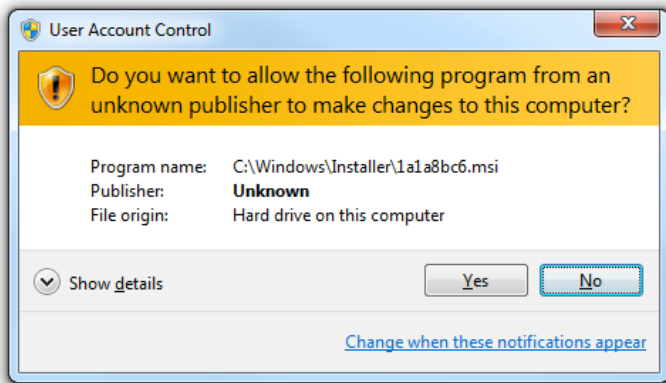 User Account Control
Do you want to allow the following program from an
unknown publisher to make changes to this computer?
Program name: C:\Windows\Installer\1a1a8bc6.msi
Publisher: Unknown
File origin: Hard drive on this computer
Show details Yes No
Change when these notifications appear